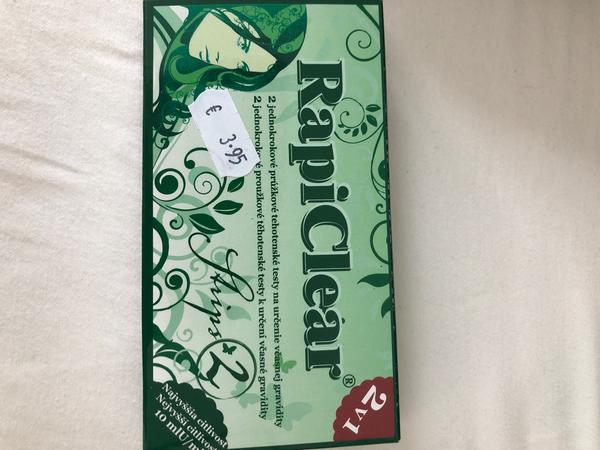 RapiClear®
2 v 1
2 jednokrokové prúžkové tehotenské testy na určenie včasnej gravidity
2 jednokrokové proužkové těhotenské testy k určení včasné gravidity
€ 3.95
Strips 2
Najvyššia citlivosť
Nejvyšší citlivost
10 mIU/ml